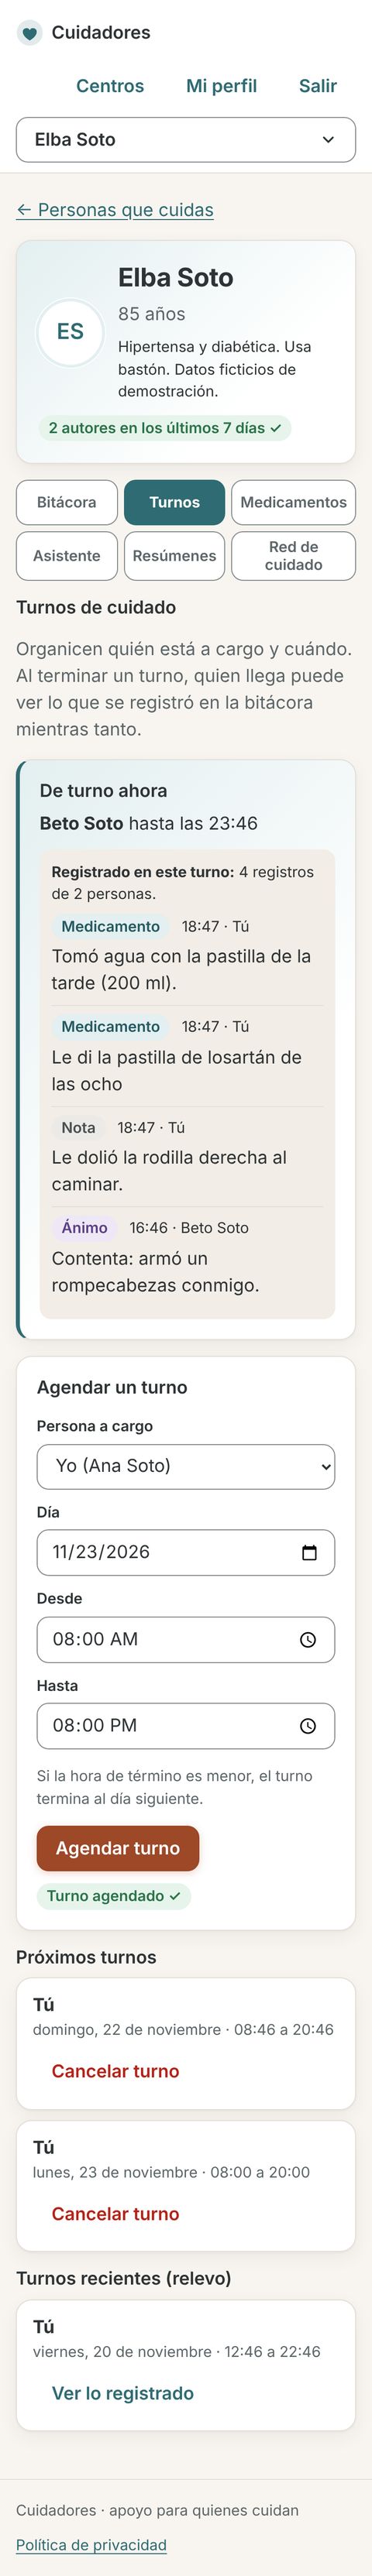 Cuidadores
Centros Mi perfil Salir
Elba Soto
← Personas que cuidas
Elba Soto
ES
85 años
Hipertensa y diabética. Usa
bastón. Datos ficticios de
demostración.
2 autores en los últimos 7 días ✓
Bitácora Turnos Medicamentos
Asistente Resúmenes Red de
cuidado
Turnos de cuidado
Organicen quién está a cargo y cuándo.
Al terminar un turno, quien llega puede
ver lo que se registró en la bitácora
mientras tanto.
De turno ahora
Beto Soto hasta las 23:46
Registrado en este turno: 4 registros
de 2 personas.
Medicamento 18:47 · Tú
Tomó agua con la pastilla de la
tarde (200 ml).
Medicamento 18:47 · Tú
Le di la pastilla de losartán de
las ocho
Nota 18:47 · Tú
Le dolió la rodilla derecha al
caminar.
Ánimo 16:46 · Beto Soto
Contenta: armó un
rompecabezas conmigo.
Agendar un turno
Persona a cargo
Yo (Ana Soto)
Día
11/23/2026
Desde
08:00 AM
Hasta
08:00 PM
Si la hora de término es menor, el turno
termina al día siguiente.
Agendar turno
Turno agendado ✓
Próximos turnos
Tú
domingo, 22 de noviembre · 08:46 a 20:46
Cancelar turno
Tú
lunes, 23 de noviembre · 08:00 a 20:00
Cancelar turno
Turnos recientes (relevo)
Tú
viernes, 20 de noviembre · 12:46 a 22:46
Ver lo registrado
Cuidadores · apoyo para quienes cuidan
Política de privacidad